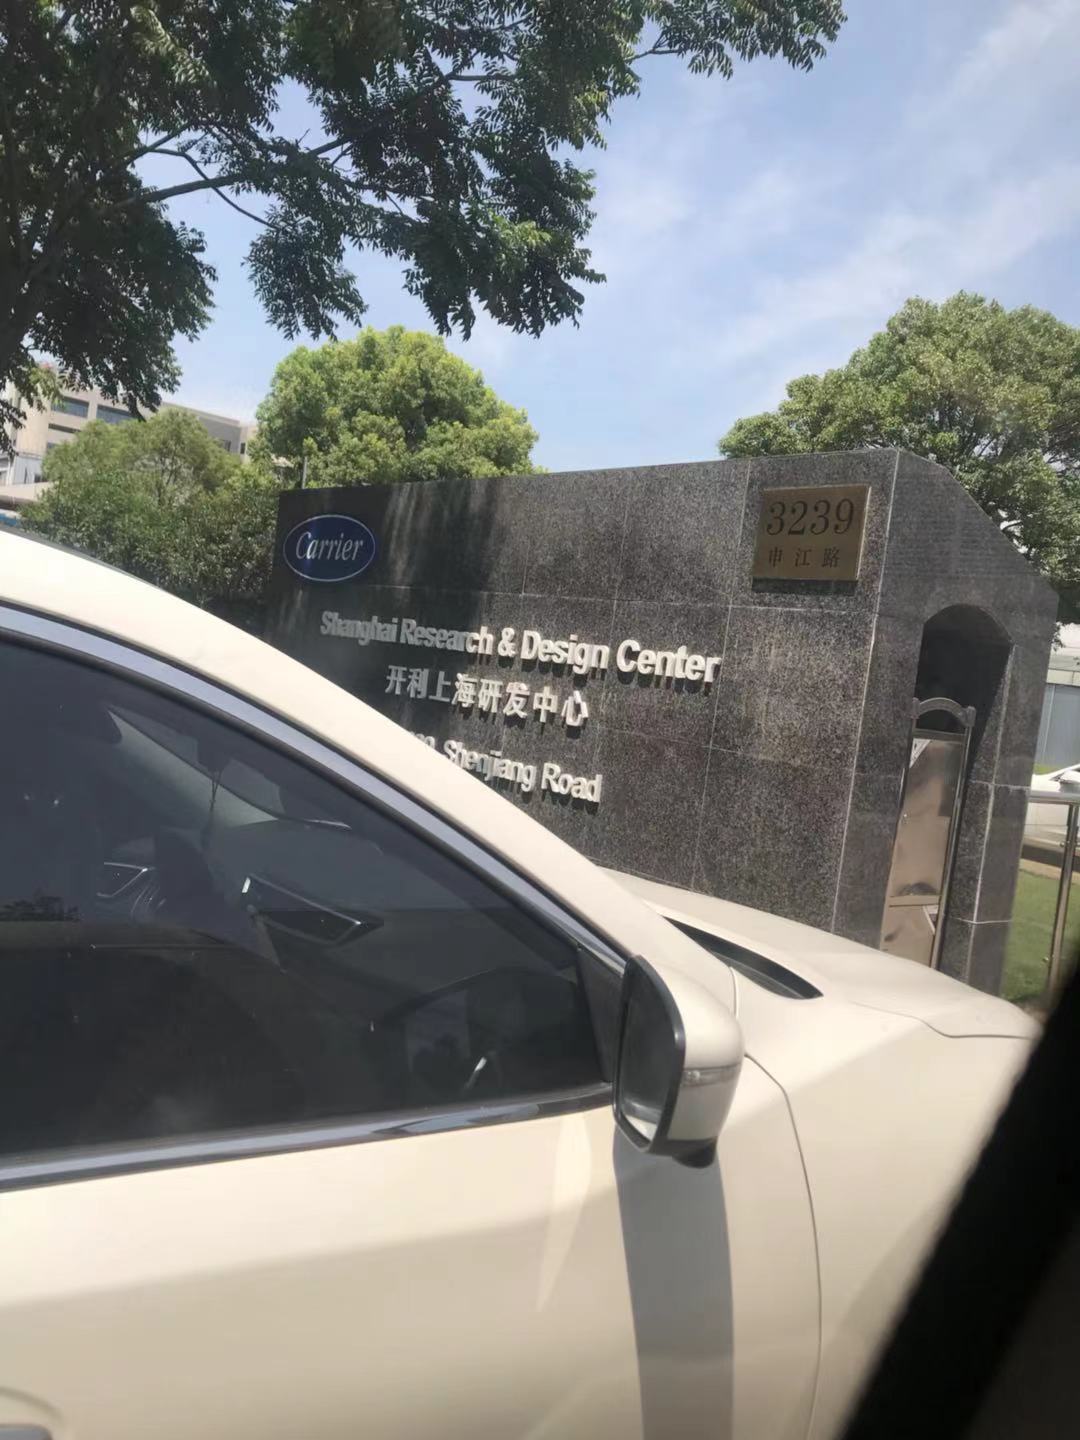 Carrier
3239
申江路
Shanghai Research & Design Center
开利上海研发中心
Shenjiang Road